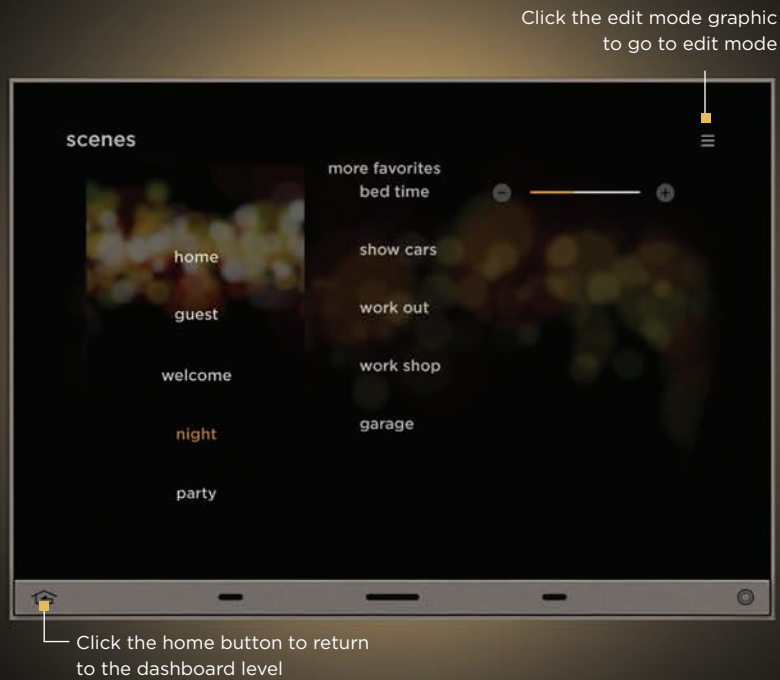 Click the edit mode graphic
to go to edit mode
scenes
more favorites
bed time
home
show cars
guest
work out
welcome
work shop
night
garage
party
Click the home button to return
to the dashboard level